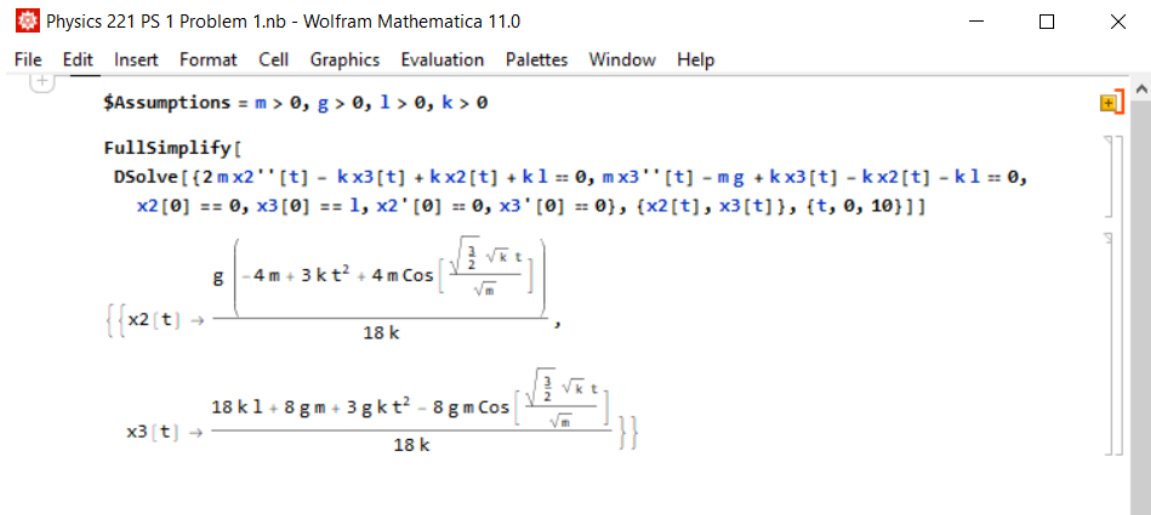 Physics 221 PS 1 Problem 1.nb - Wolfram Mathematica 11.0
File Edit Insert Format Cell Graphics Evaluation Palettes Window Help
$Assumptions = m > 0, g > 0, l > 0, k > 0
FullSimplify[
DSolve[{2 m x2''[t] - k x3[t] + k x2[t] + k l == 0, m x3''[t] - m g + k x3[t] - k x2[t] - k l == 0,
x2[0] == 0, x3[0] == l, x2'[0] == 0, x3'[0] == 0}, {x2[t], x3[t]}, {t, 0, 10}]]
{{x2[t] → g (-4 m + 3 k t² + 4 m Cos[√(3/2) √k t / √m]) / 18 k,
x3[t] → 18 k l + 8 g m + 3 g k t² - 8 g m Cos[√(3/2) √k t / √m] / 18 k}}